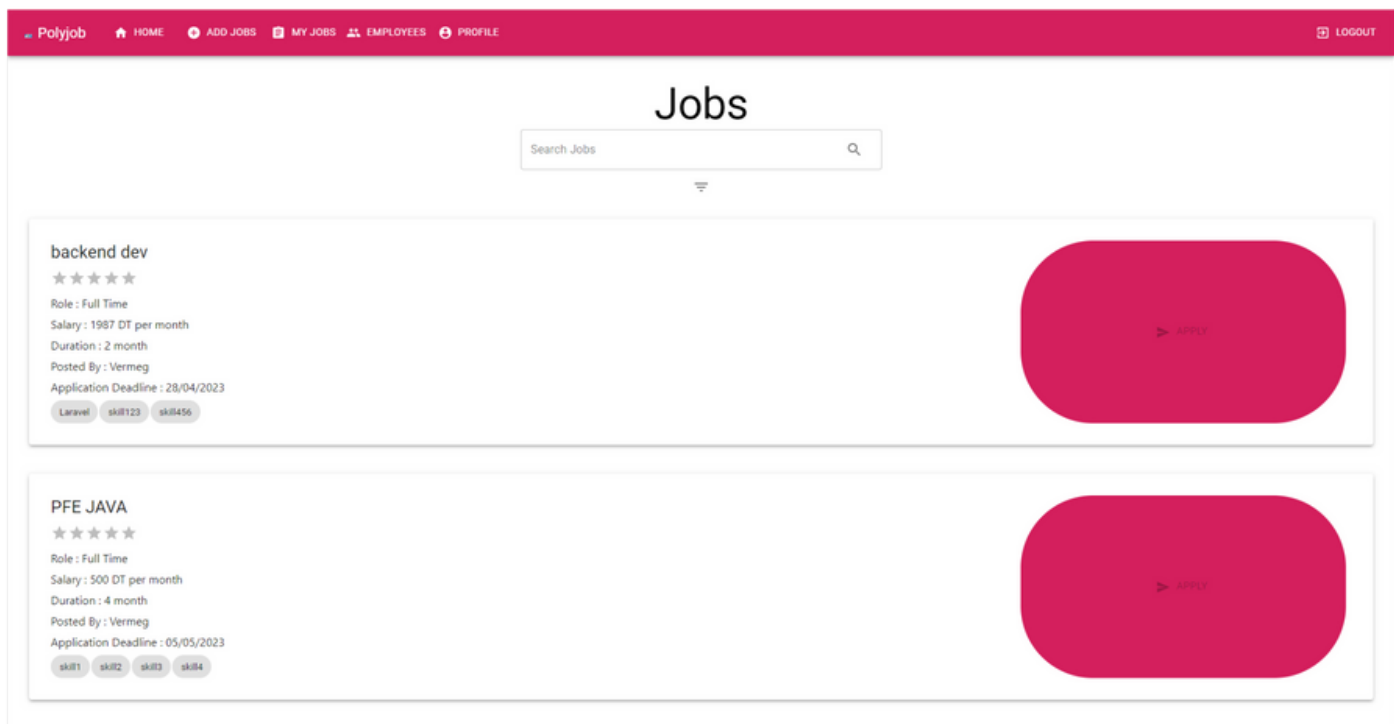 Polyjob HOME ADD JOBS MY JOBS EMPLOYEES PROFILE LOGOUT
Jobs
Search Jobs
backend dev
Role : Full Time
Salary : 1987 DT per month
Duration : 2 month
Posted By : Vermeg
Application Deadline : 28/04/2023
Laravel skill123 skill456
APPLY
PFE JAVA
Role : Full Time
Salary : 500 DT per month
Duration : 4 month
Posted By : Vermeg
Application Deadline : 05/05/2023
skill1 skill2 skill3 skill4
APPLY